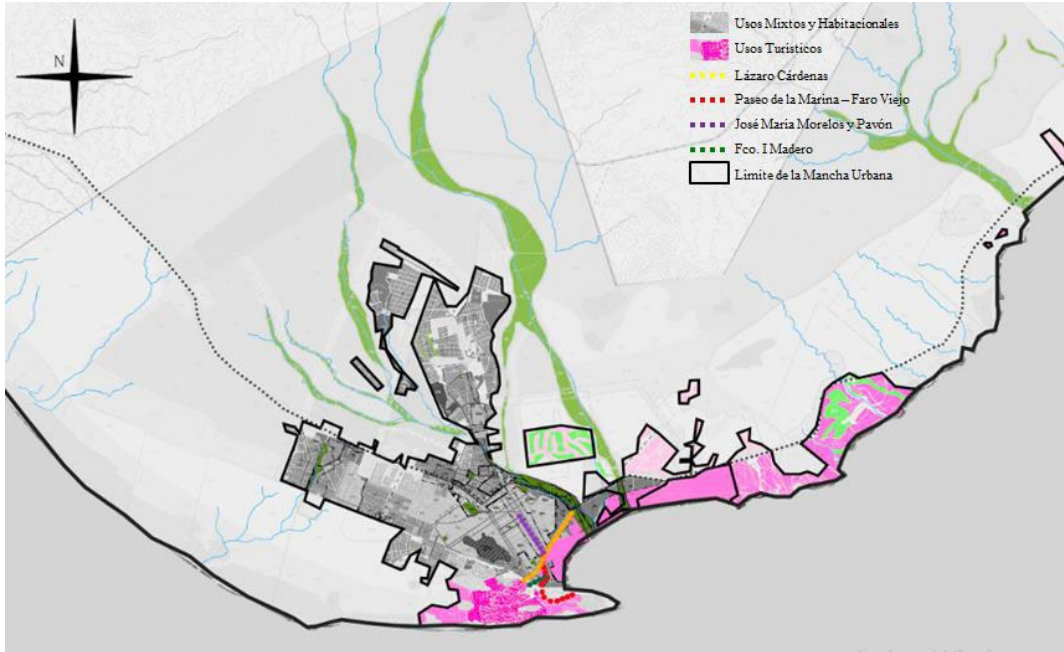 N
Usos Mixtos y Habitacionales
Usos Turísticos
Lázaro Cárdenas
Paseo de la Marina – Faro Viejo
José Maria Morelos y Pavón
Fco. I Madero
Limite de la Mancha Urbana